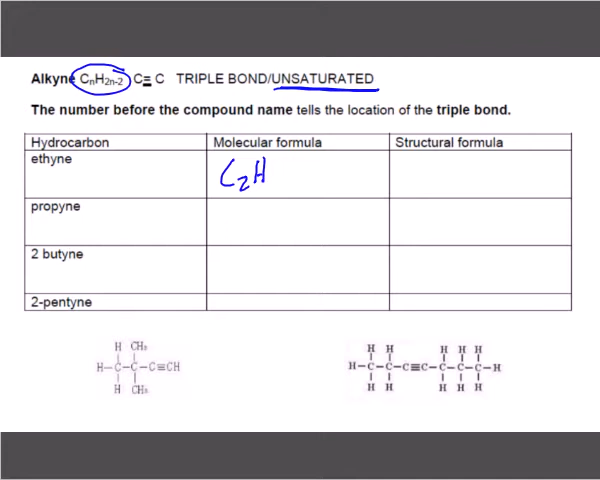 Alkyne CnH2n-2 C≡C TRIPLE BOND/UNSATURATED
The number before the compound name tells the location of the triple bond.
Hydrocarbon Molecular formula Structural formula
ethyne C2H
propyne
2 butyne
2-pentyne
H CH₃
H-C-C-C≡CH
H CH₃
H H H H H
H-C-C-C≡C-C-C-C-H
H H H H H